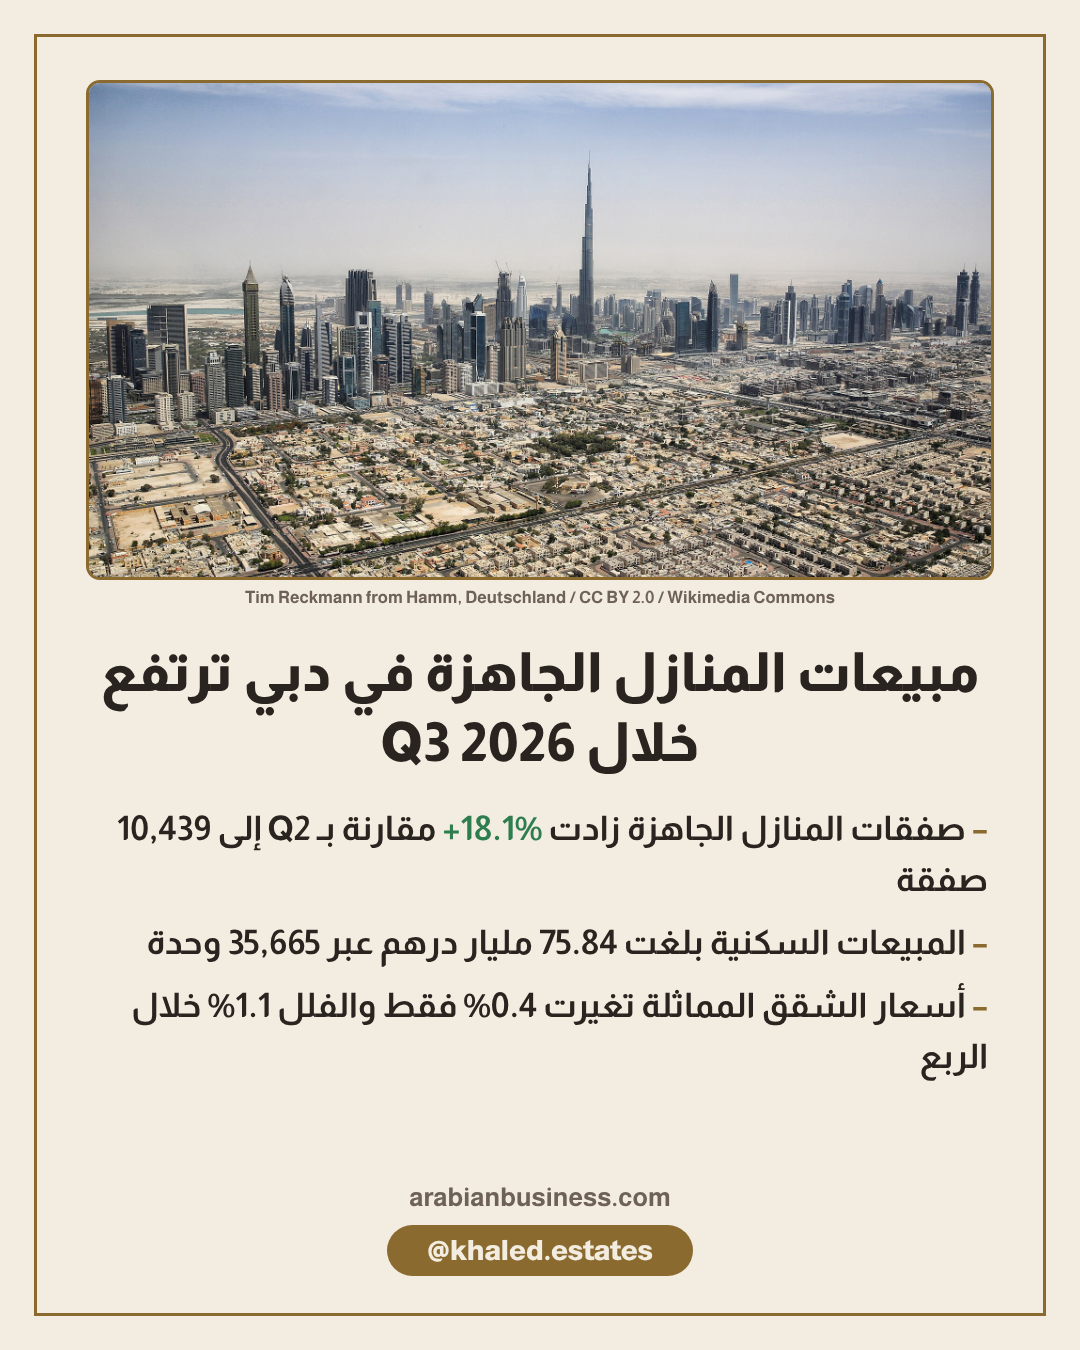 Tim Reckmann from Hamm, Deutschland / CC BY 2.0 / Wikimedia Commons
مبيعات المنازل الجاهزة في دبي ترتفع
خلال Q3 2026
– صفقات المنازل الجاهزة زادت +18.1% مقارنة بـ Q2 إلى 10,439
صفقة
– المبيعات السكنية بلغت 75.84 مليار درهم عبر 35,665 وحدة
– أسعار الشقق المماثلة تغيرت 0.4% فقط والفلل 1.1% خلال
الربع
arabianbusiness.com
@khaled.estates